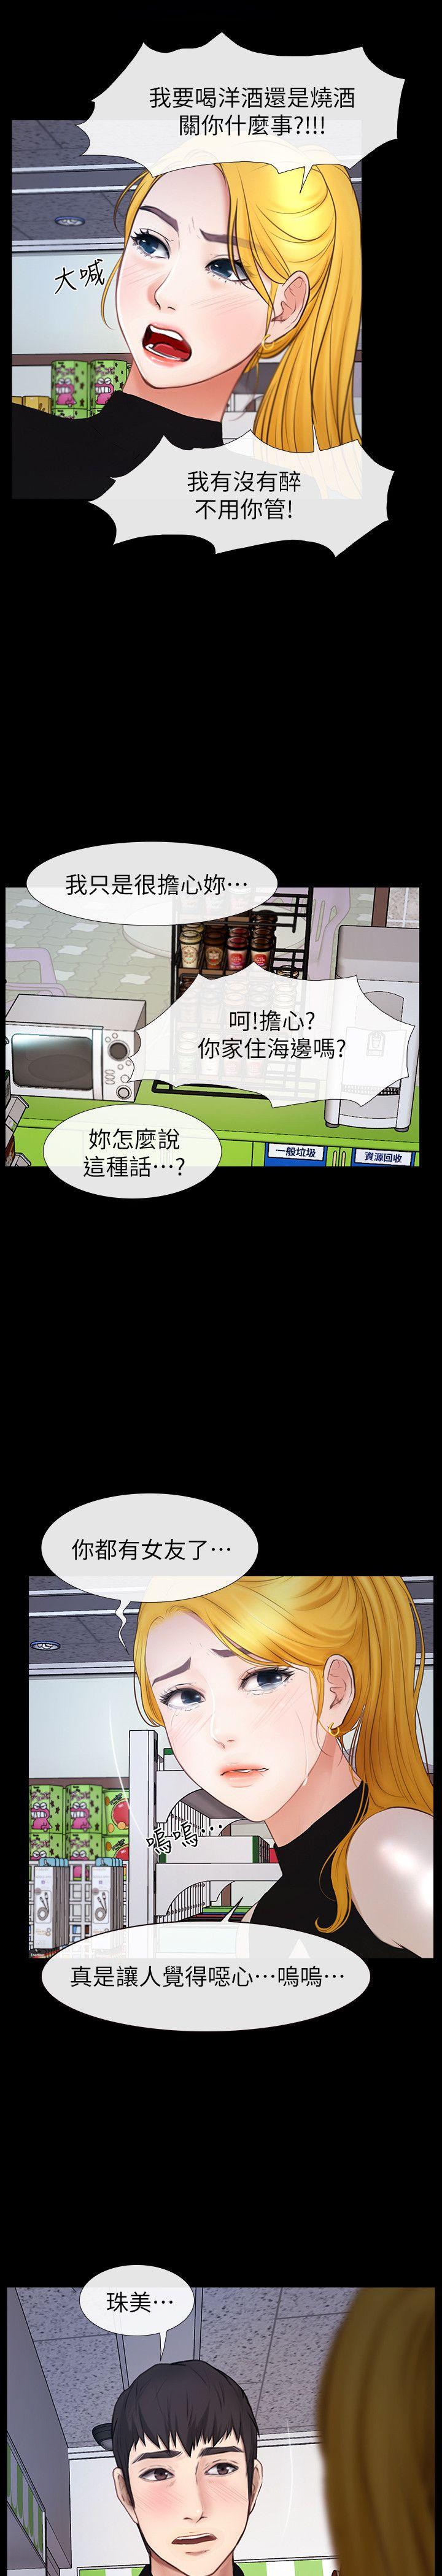 我要喝洋酒還是燒酒
關你什麼事?!!!
大喊
我有沒有醉
不用你管!
我只是很擔心妳…
呵!擔心?
你家住海邊嗎?
妳怎麼說
這種話…?
一般垃圾
資源回收
你都有女友了…
嗚嗚…
真是讓人覺得噁心…嗚嗚…
珠美…